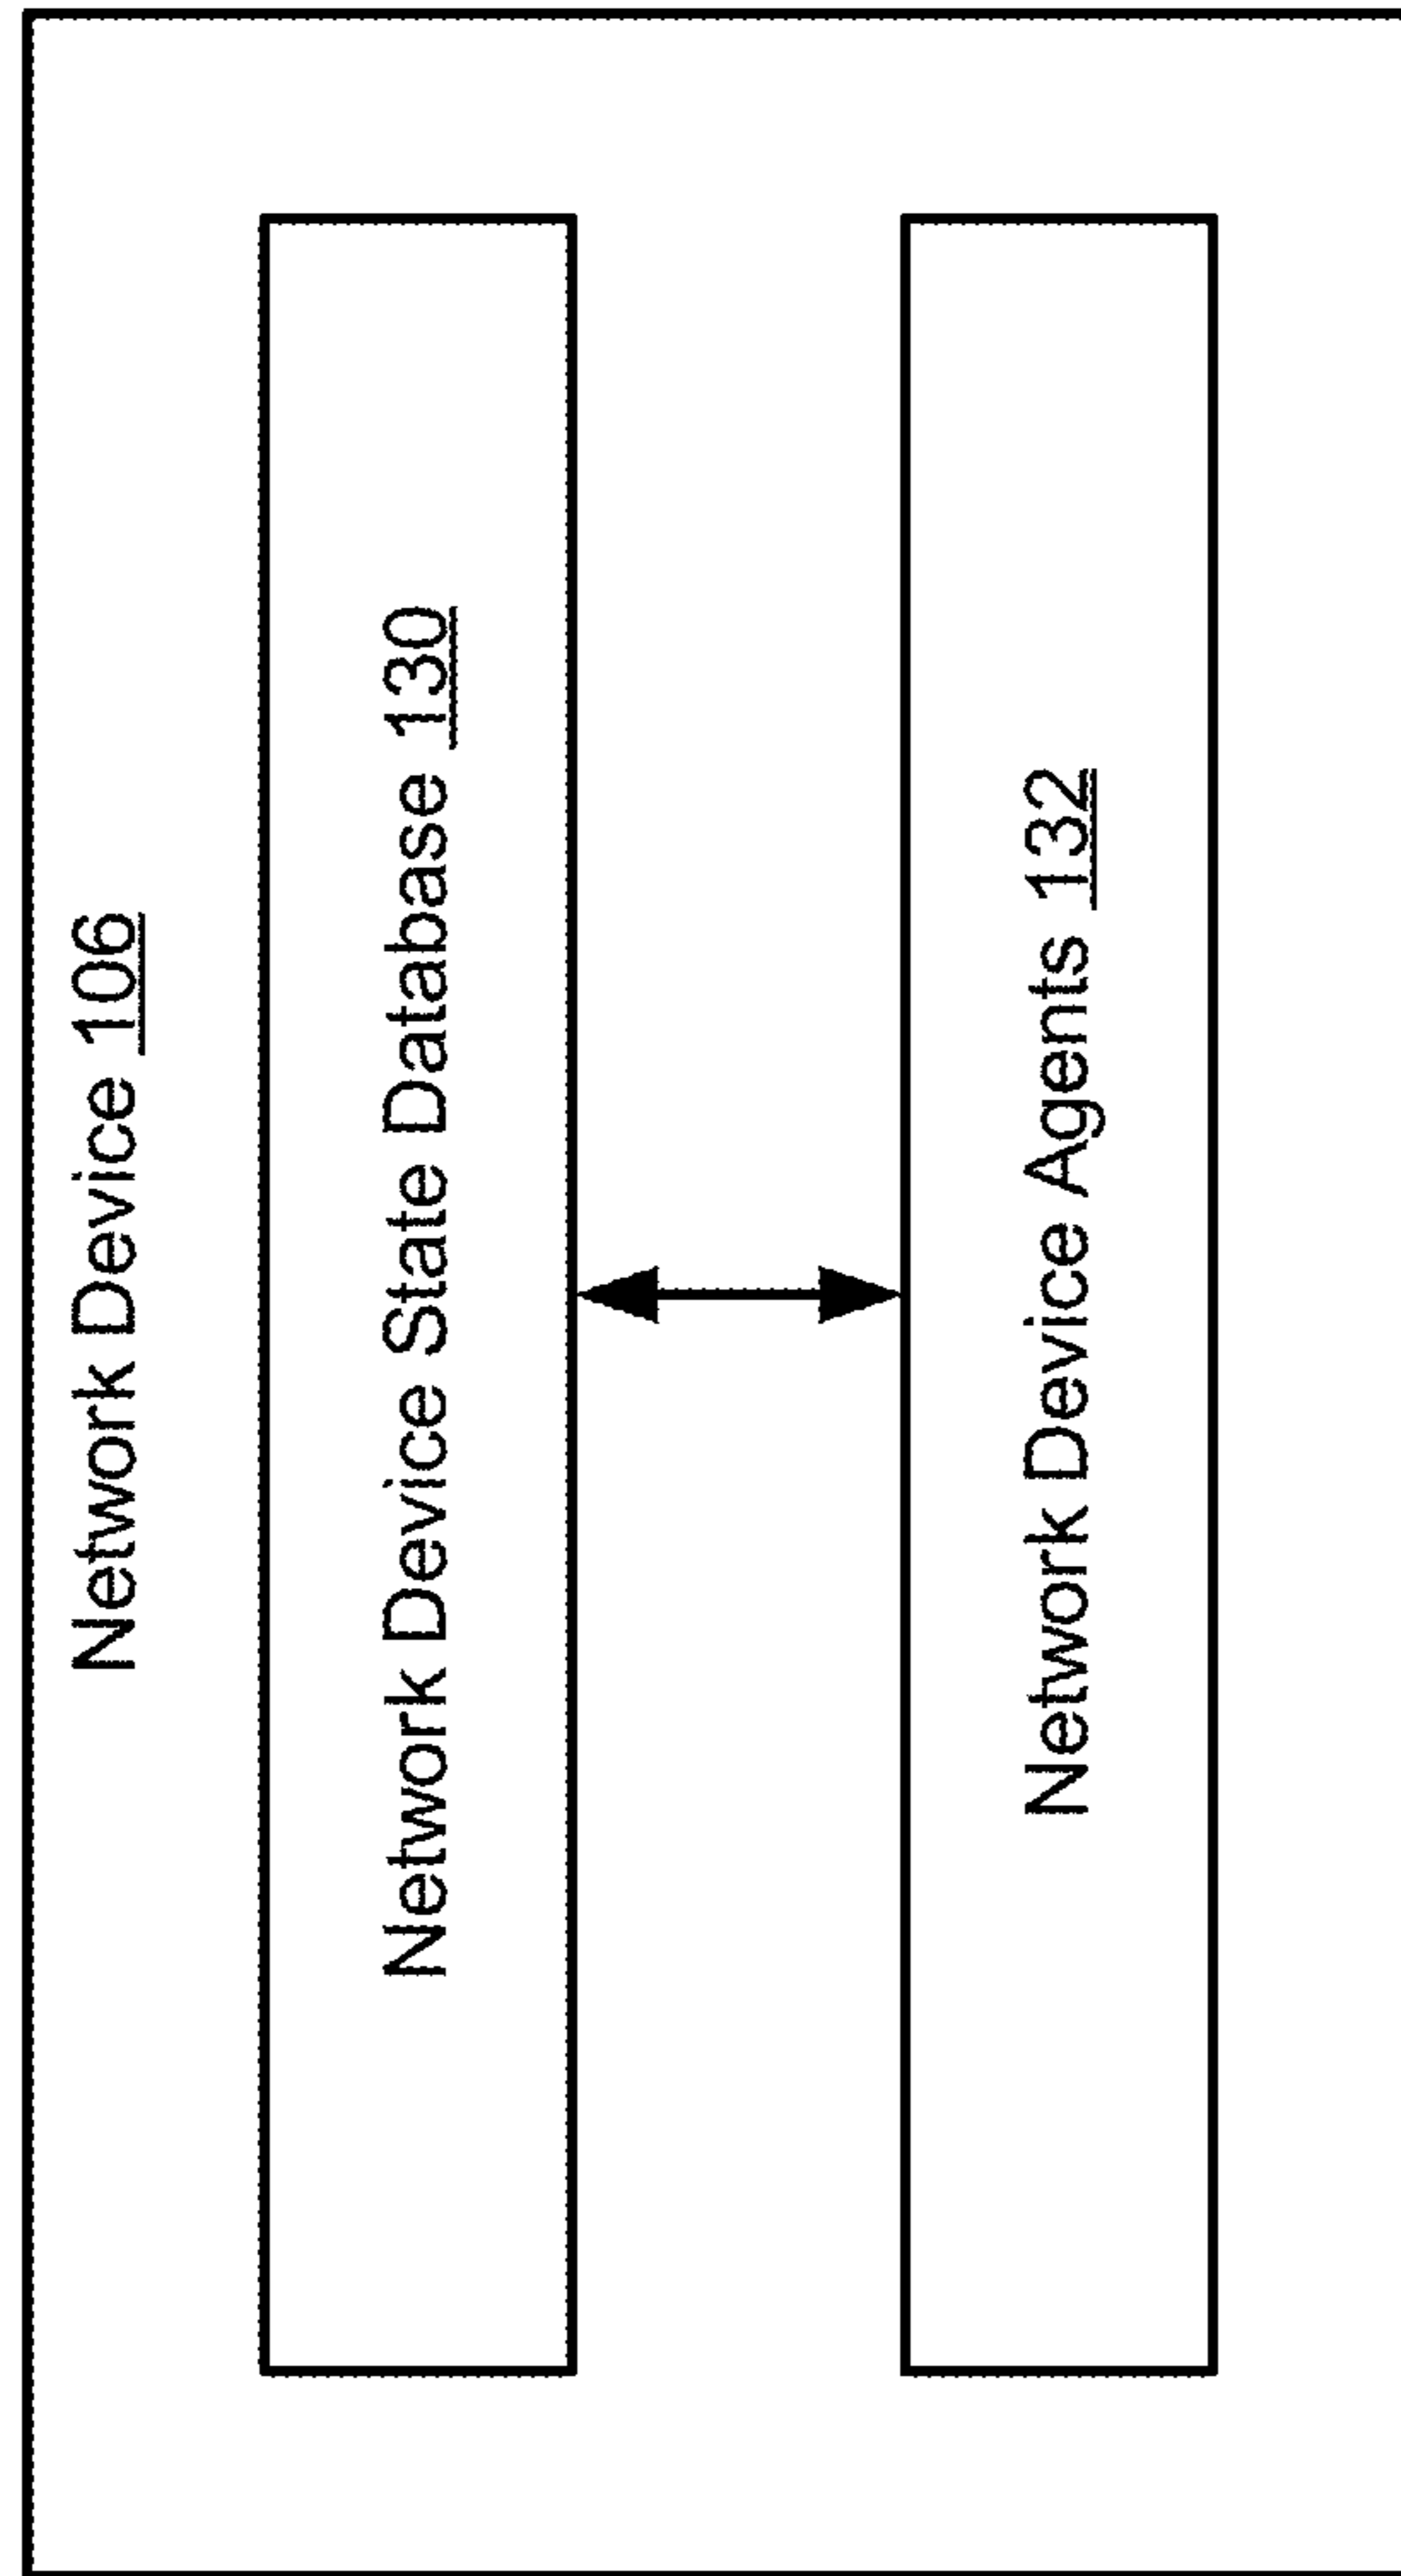 Network Device 106
Network Device State Database 130
Network Device Agents 132